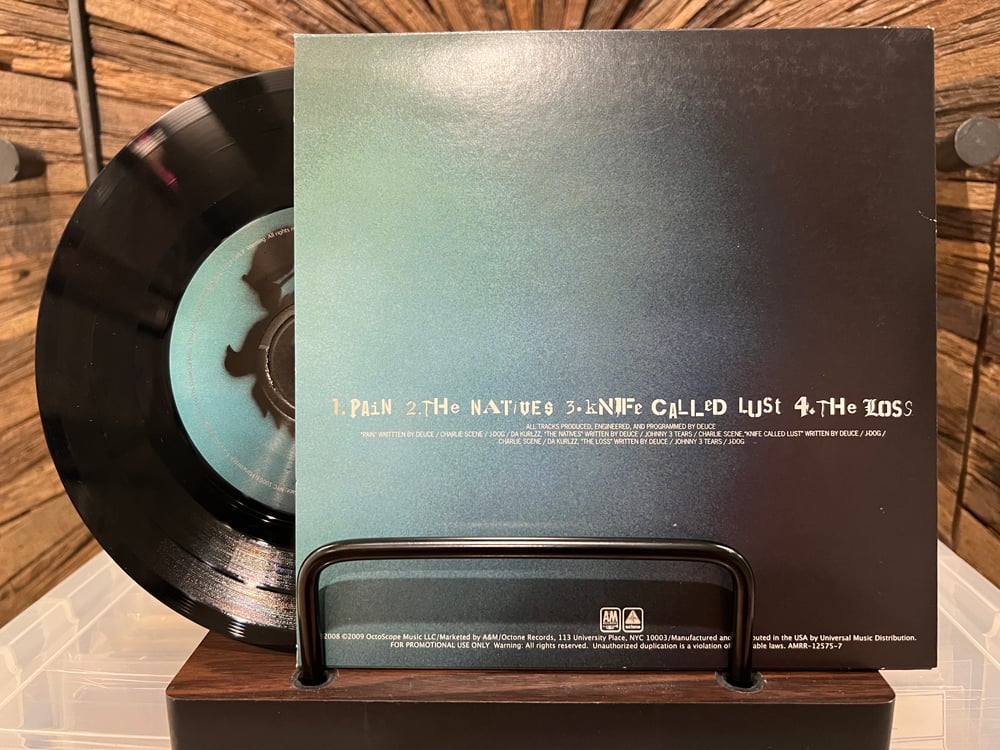 1. PAiN 2. THe NATIVES 3. KNIFe CALLeD LUSt 4. THe LOSS
ALL TRACKS PRODUCED, ENGINEERED, AND PROGRAMMED BY DEUCE
"PAIN" WRITTTEN BY DEUCE / CHARLIE SCENE / J-DOG / DA KURLZZ, "THE NATIVES" WRITTEN BY DEUCE / JOHNNY 3 TEARS / CHARLIE SCENE, "KNIFE CALLED LUST" WRITTEN BY DEUCE / J-DOG /
CHARLIE SCENE / DA KURLZZ, "THE LOSS" WRITTEN BY DEUCE / JOHNNY 3 TEARS / J-DOG
AM
2008 ©2009 OctoScope Music LLC/Marketed by A&M/Octone Records, 113 University Place, NYC 10003/Manufactured and in the USA by Universal Music Distribution.
FOR PROMOTIONAL USE ONLY Warning: All rights reserved. Unauthorized duplication is a violation of laws. AMRR-12575-7